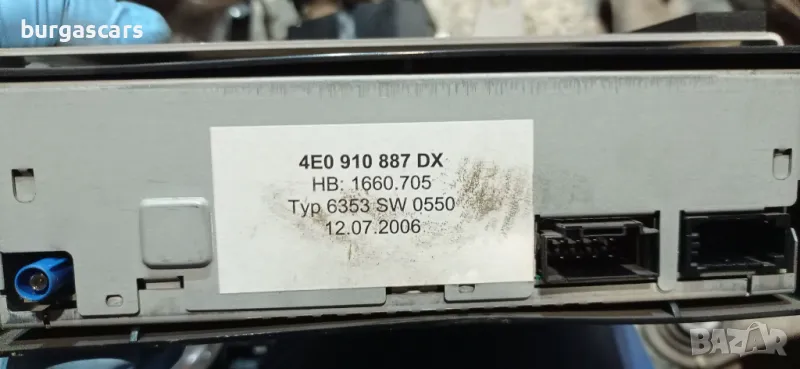 burgascars
4E0 910 887 DX
HB: 1660.705
Typ 6353 SW 0550
12.07.2006
BAZAR